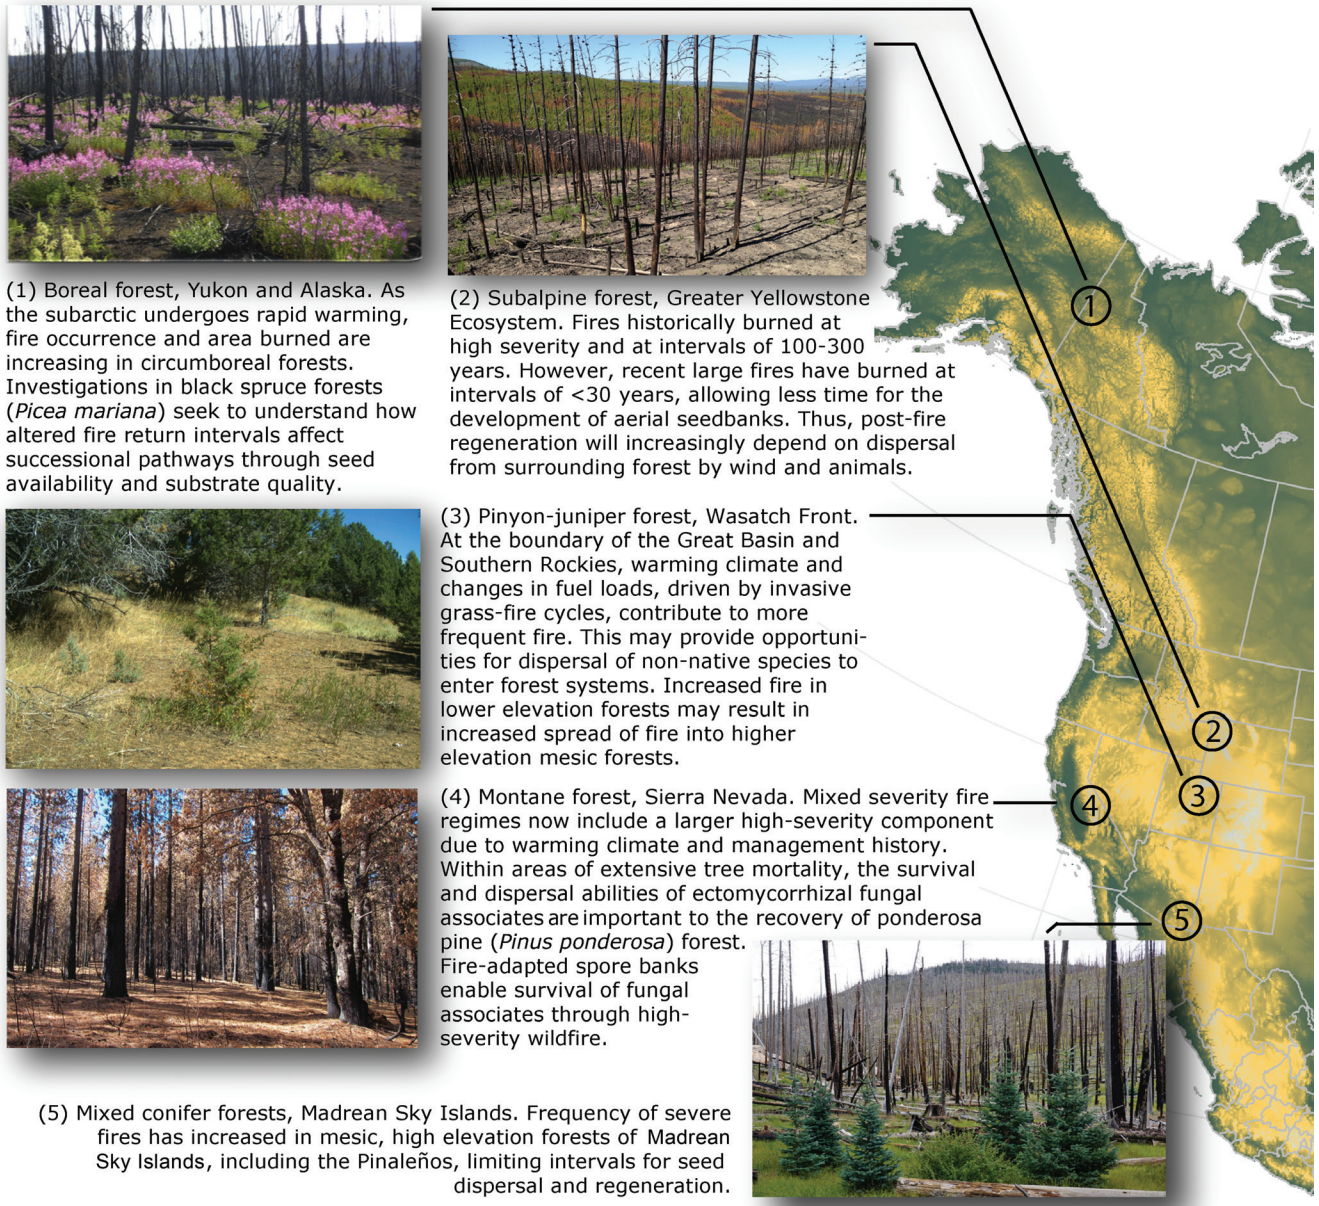 (1) Boreal forest, Yukon and Alaska. As
the subarctic undergoes rapid warming,
fire occurrence and area burned are
increasing in circumboreal forests.
Investigations in black spruce forests
(Picea mariana) seek to understand how
altered fire return intervals affect
successional pathways through seed
availability and substrate quality.
(2) Subalpine forest, Greater Yellowstone
Ecosystem. Fires historically burned at
high severity and at intervals of 100-300
years. However, recent large fires have burned at
intervals of <30 years, allowing less time for the
development of aerial seedbanks. Thus, post-fire
regeneration will increasingly depend on dispersal
from surrounding forest by wind and animals.
(3) Pinyon-juniper forest, Wasatch Front.
At the boundary of the Great Basin and
Southern Rockies, warming climate and
changes in fuel loads, driven by invasive
grass-fire cycles, contribute to more
frequent fire. This may provide opportuni-
ties for dispersal of non-native species to
enter forest systems. Increased fire in
lower elevation forests may result in
increased spread of fire into higher
elevation mesic forests.
(4) Montane forest, Sierra Nevada. Mixed severity fire
regimes now include a larger high-severity component
due to warming climate and management history.
Within areas of extensive tree mortality, the survival
and dispersal abilities of ectomycorrhizal fungal
associates are important to the recovery of ponderosa
pine (Pinus ponderosa) forest.
Fire-adapted spore banks
enable survival of fungal
associates through high-
severity wildfire.
(5) Mixed conifer forests, Madrean Sky Islands. Frequency of severe
fires has increased in mesic, high elevation forests of Madrean
Sky Islands, including the Pinaleños, limiting intervals for seed
dispersal and regeneration.
1
2
3
4
5